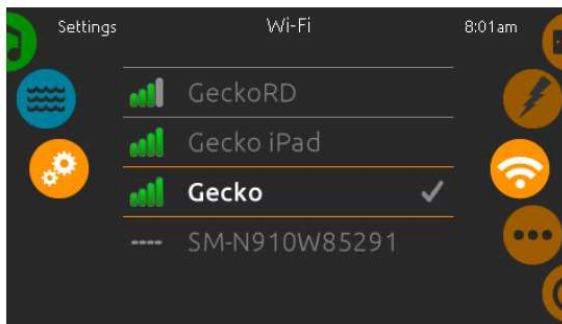 Settings Wi-Fi 8:01am
GeckoRD
Gecko iPad
Gecko
---- SM-N910W85291